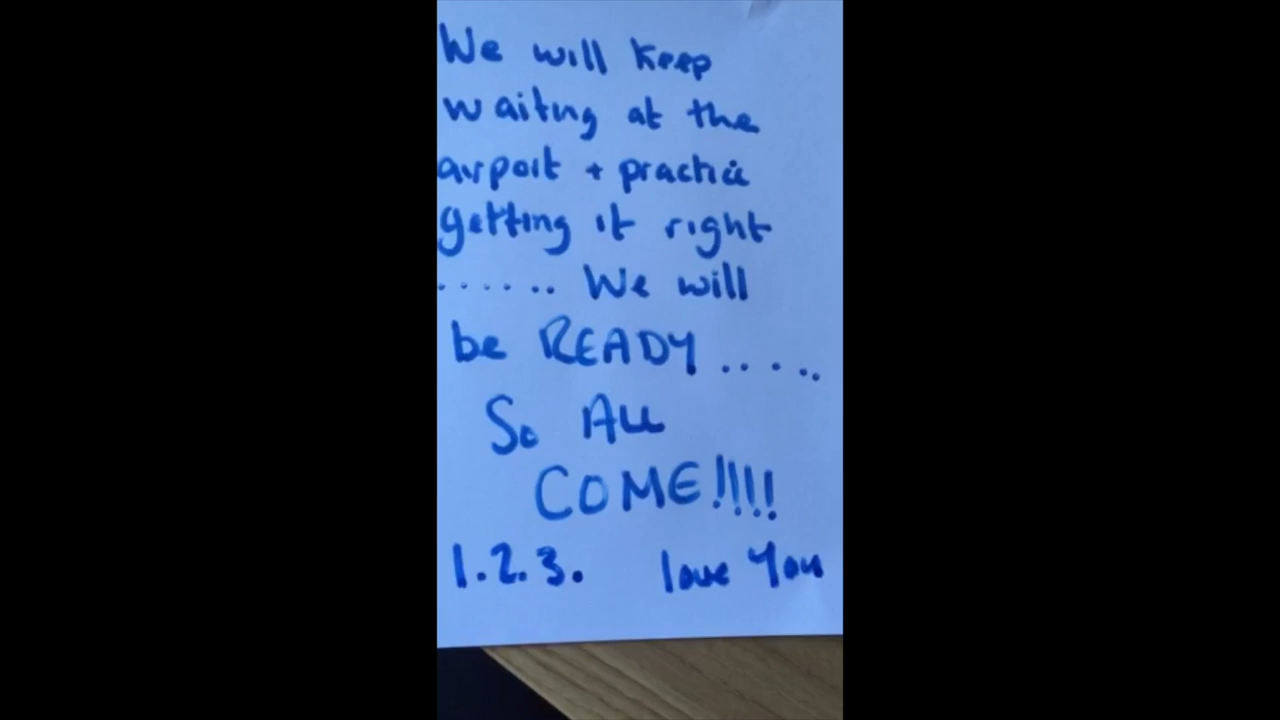 We will keep
waiting at the
airport + practice
getting it right
...... We will
be READY.....
So ALL
COME!!!!
1.2.3. love You